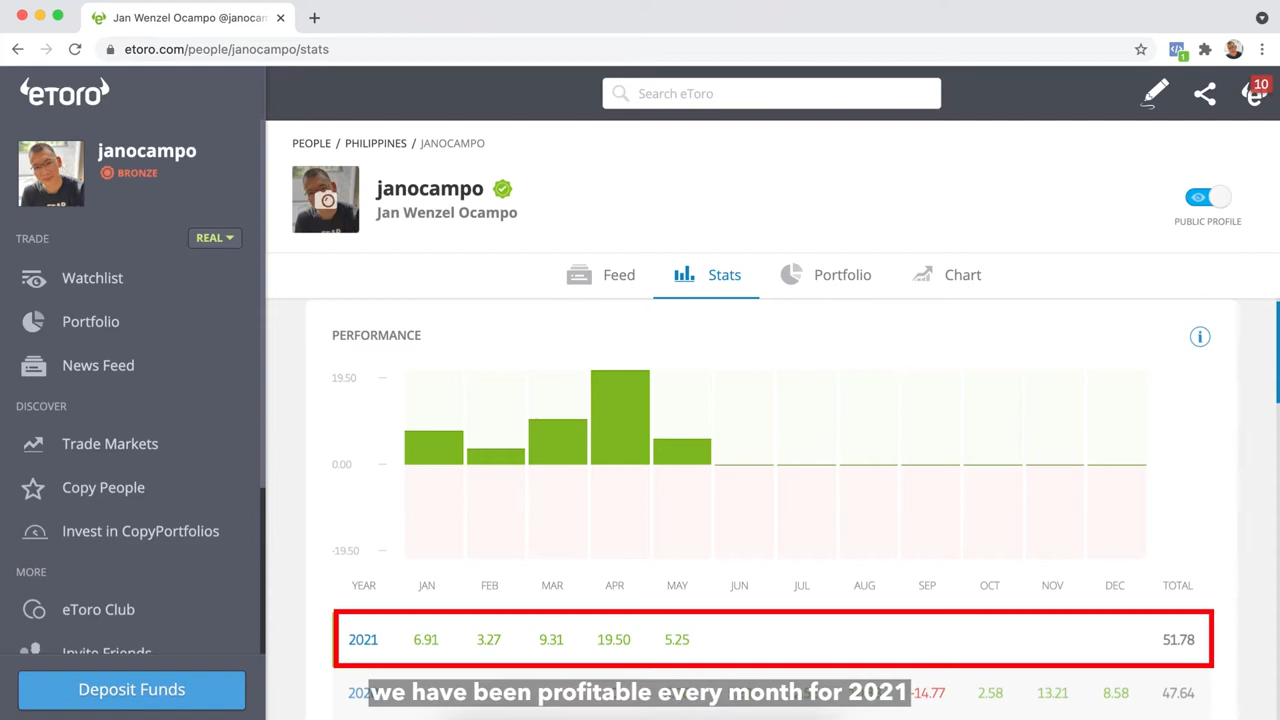 Jan Wenzel Ocampo @janocam
etoro.com/people/janocampo/stats
1
eToro
Search eToro
10
janocampo
BRONZE
PEOPLE / PHILIPPINES / JANOCAMPO
janocampo
Jan Wenzel Ocampo
PUBLIC PROFILE
TRADE
REAL
Watchlist
Portfolio
News Feed
DISCOVER
Trade Markets
Copy People
Invest in CopyPortfolios
MORE
eToro Club
Invite Friends
Deposit Funds
Feed
Stats
Portfolio
Chart
PERFORMANCE
19.50
0.00
-19.50
YEAR JAN FEB MAR APR MAY JUN JUL AUG SEP OCT NOV DEC TOTAL
2021 6.91 3.27 9.31 19.50 5.25 51.78
-14.77 2.58 13.21 8.58 47.64
we have been profitable every month for 2021